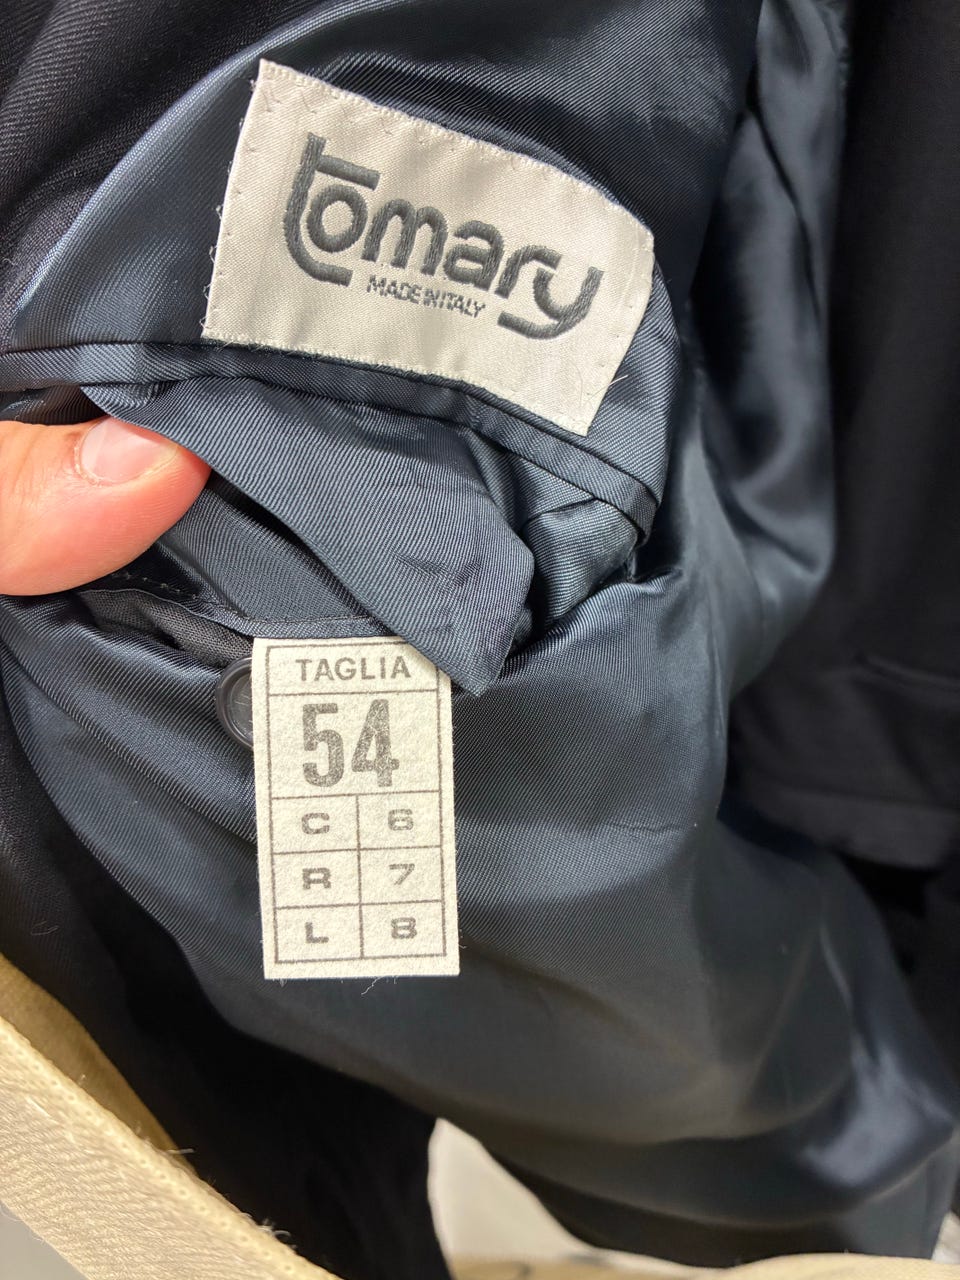 tomary
MADE IN ITALY
TAGLIA
54
C 6
R 7
L 8